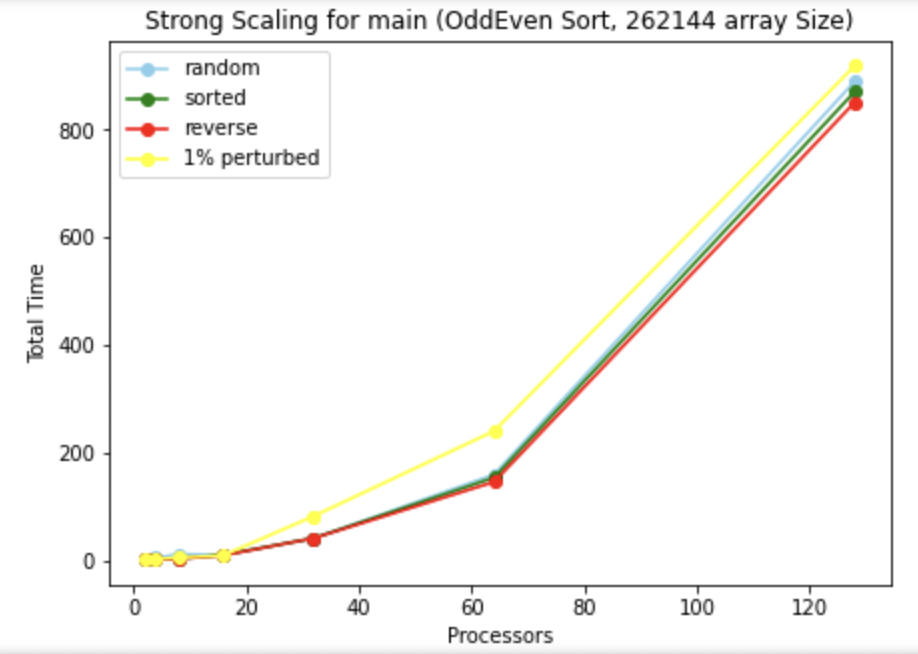 Strong Scaling for main (OddEven Sort, 262144 array Size)
random
sorted
reverse
1% perturbed
800
600
400
200
0
Total Time
0 20 40 60 80 100 120
Processors